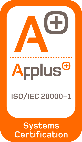 A+
Applus+
ISO/IEC 20000-1
Systems
Certification